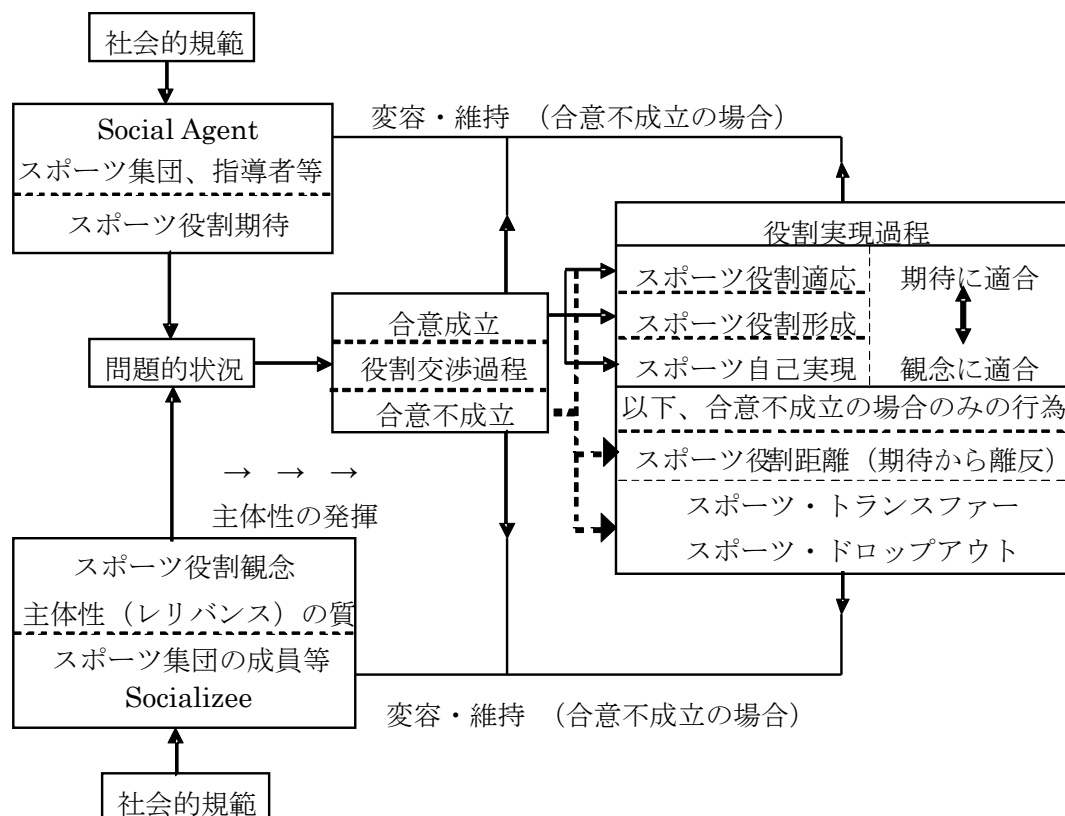 社会的規範
Social Agent
スポーツ集団、指導者等
スポーツ役割期待
変容・維持 （合意不成立の場合）
問題的状況
合意成立
役割交渉過程
合意不成立
役割実現過程
スポーツ役割適応
期待に適合
スポーツ役割形成
スポーツ自己実現
観念に適合
以下、合意不成立の場合のみの行為
スポーツ役割距離（期待から離反）
スポーツ・トランスファー
スポーツ・ドロップアウト
→ → →
主体性の発揮
スポーツ役割観念
主体性（レリバンス）の質
スポーツ集団の成員等
Socializee
変容・維持 （合意不成立の場合）
社会的規範